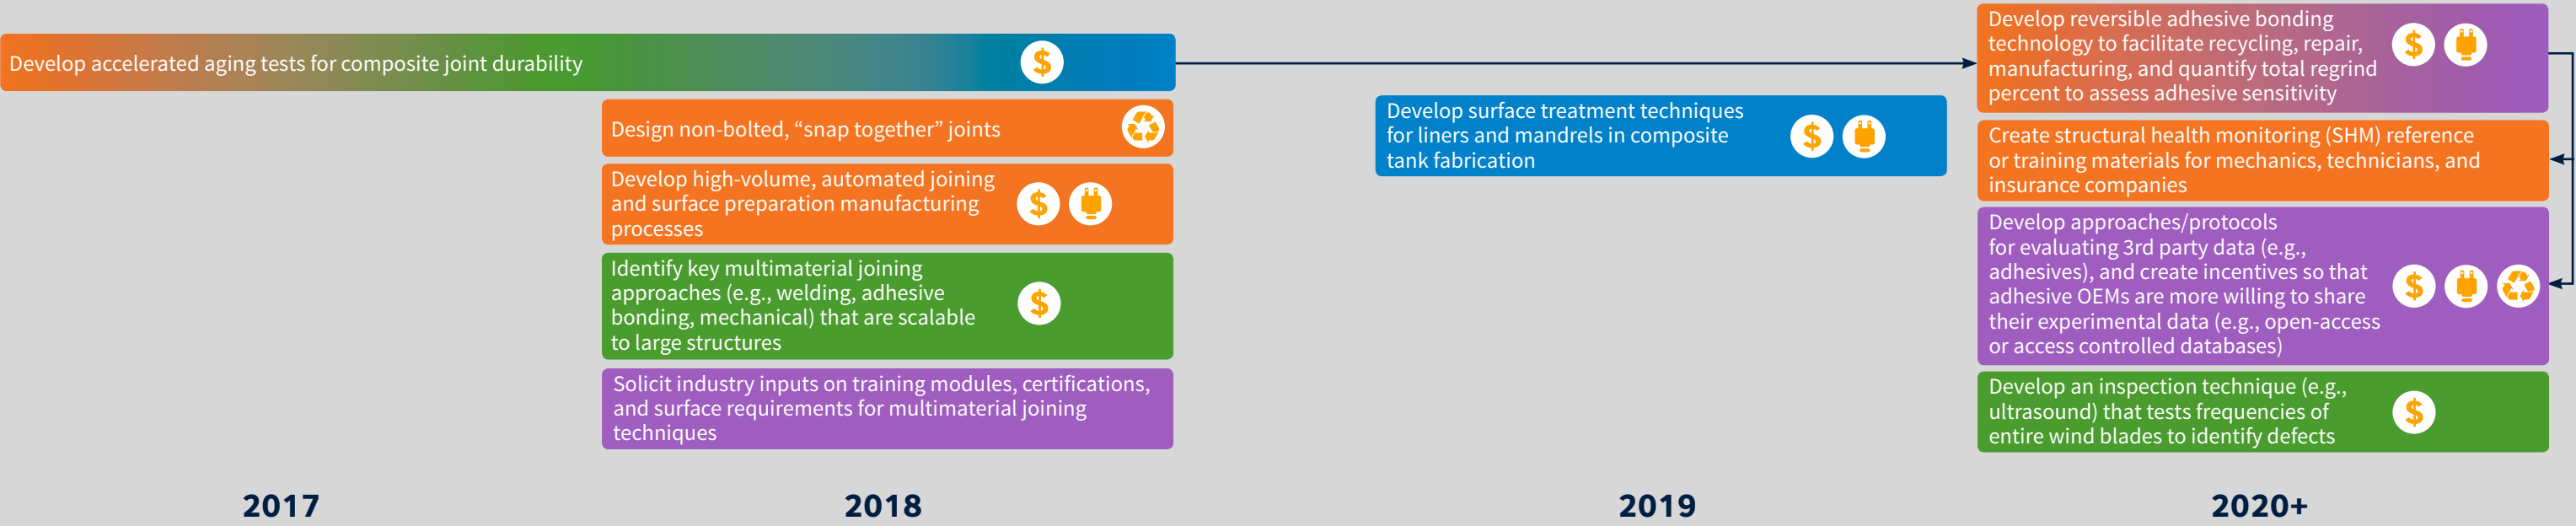 Develop accelerated aging tests for composite joint durability
$
Design non-bolted, “snap together” joints
Develop high-volume, automated joining
and surface preparation manufacturing
processes
$
Identify key multimaterial joining
approaches (e.g., welding, adhesive
bonding, mechanical) that are scalable
to large structures
$
Solicit industry inputs on training modules, certifications,
and surface requirements for multimaterial joining
techniques
Develop surface treatment techniques
for liners and mandrels in composite
tank fabrication
$
Develop reversible adhesive bonding
technology to facilitate recycling, repair,
manufacturing, and quantify total regrind
percent to assess adhesive sensitivity
$
Create structural health monitoring (SHM) reference
or training materials for mechanics, technicians, and
insurance companies
Develop approaches/protocols
for evaluating 3rd party data (e.g.,
adhesives), and create incentives so that
adhesive OEMs are more willing to share
their experimental data (e.g., open-access
or access controlled databases)
$
Develop an inspection technique (e.g.,
ultrasound) that tests frequencies of
entire wind blades to identify defects
$
2017
2018
2019
2020+